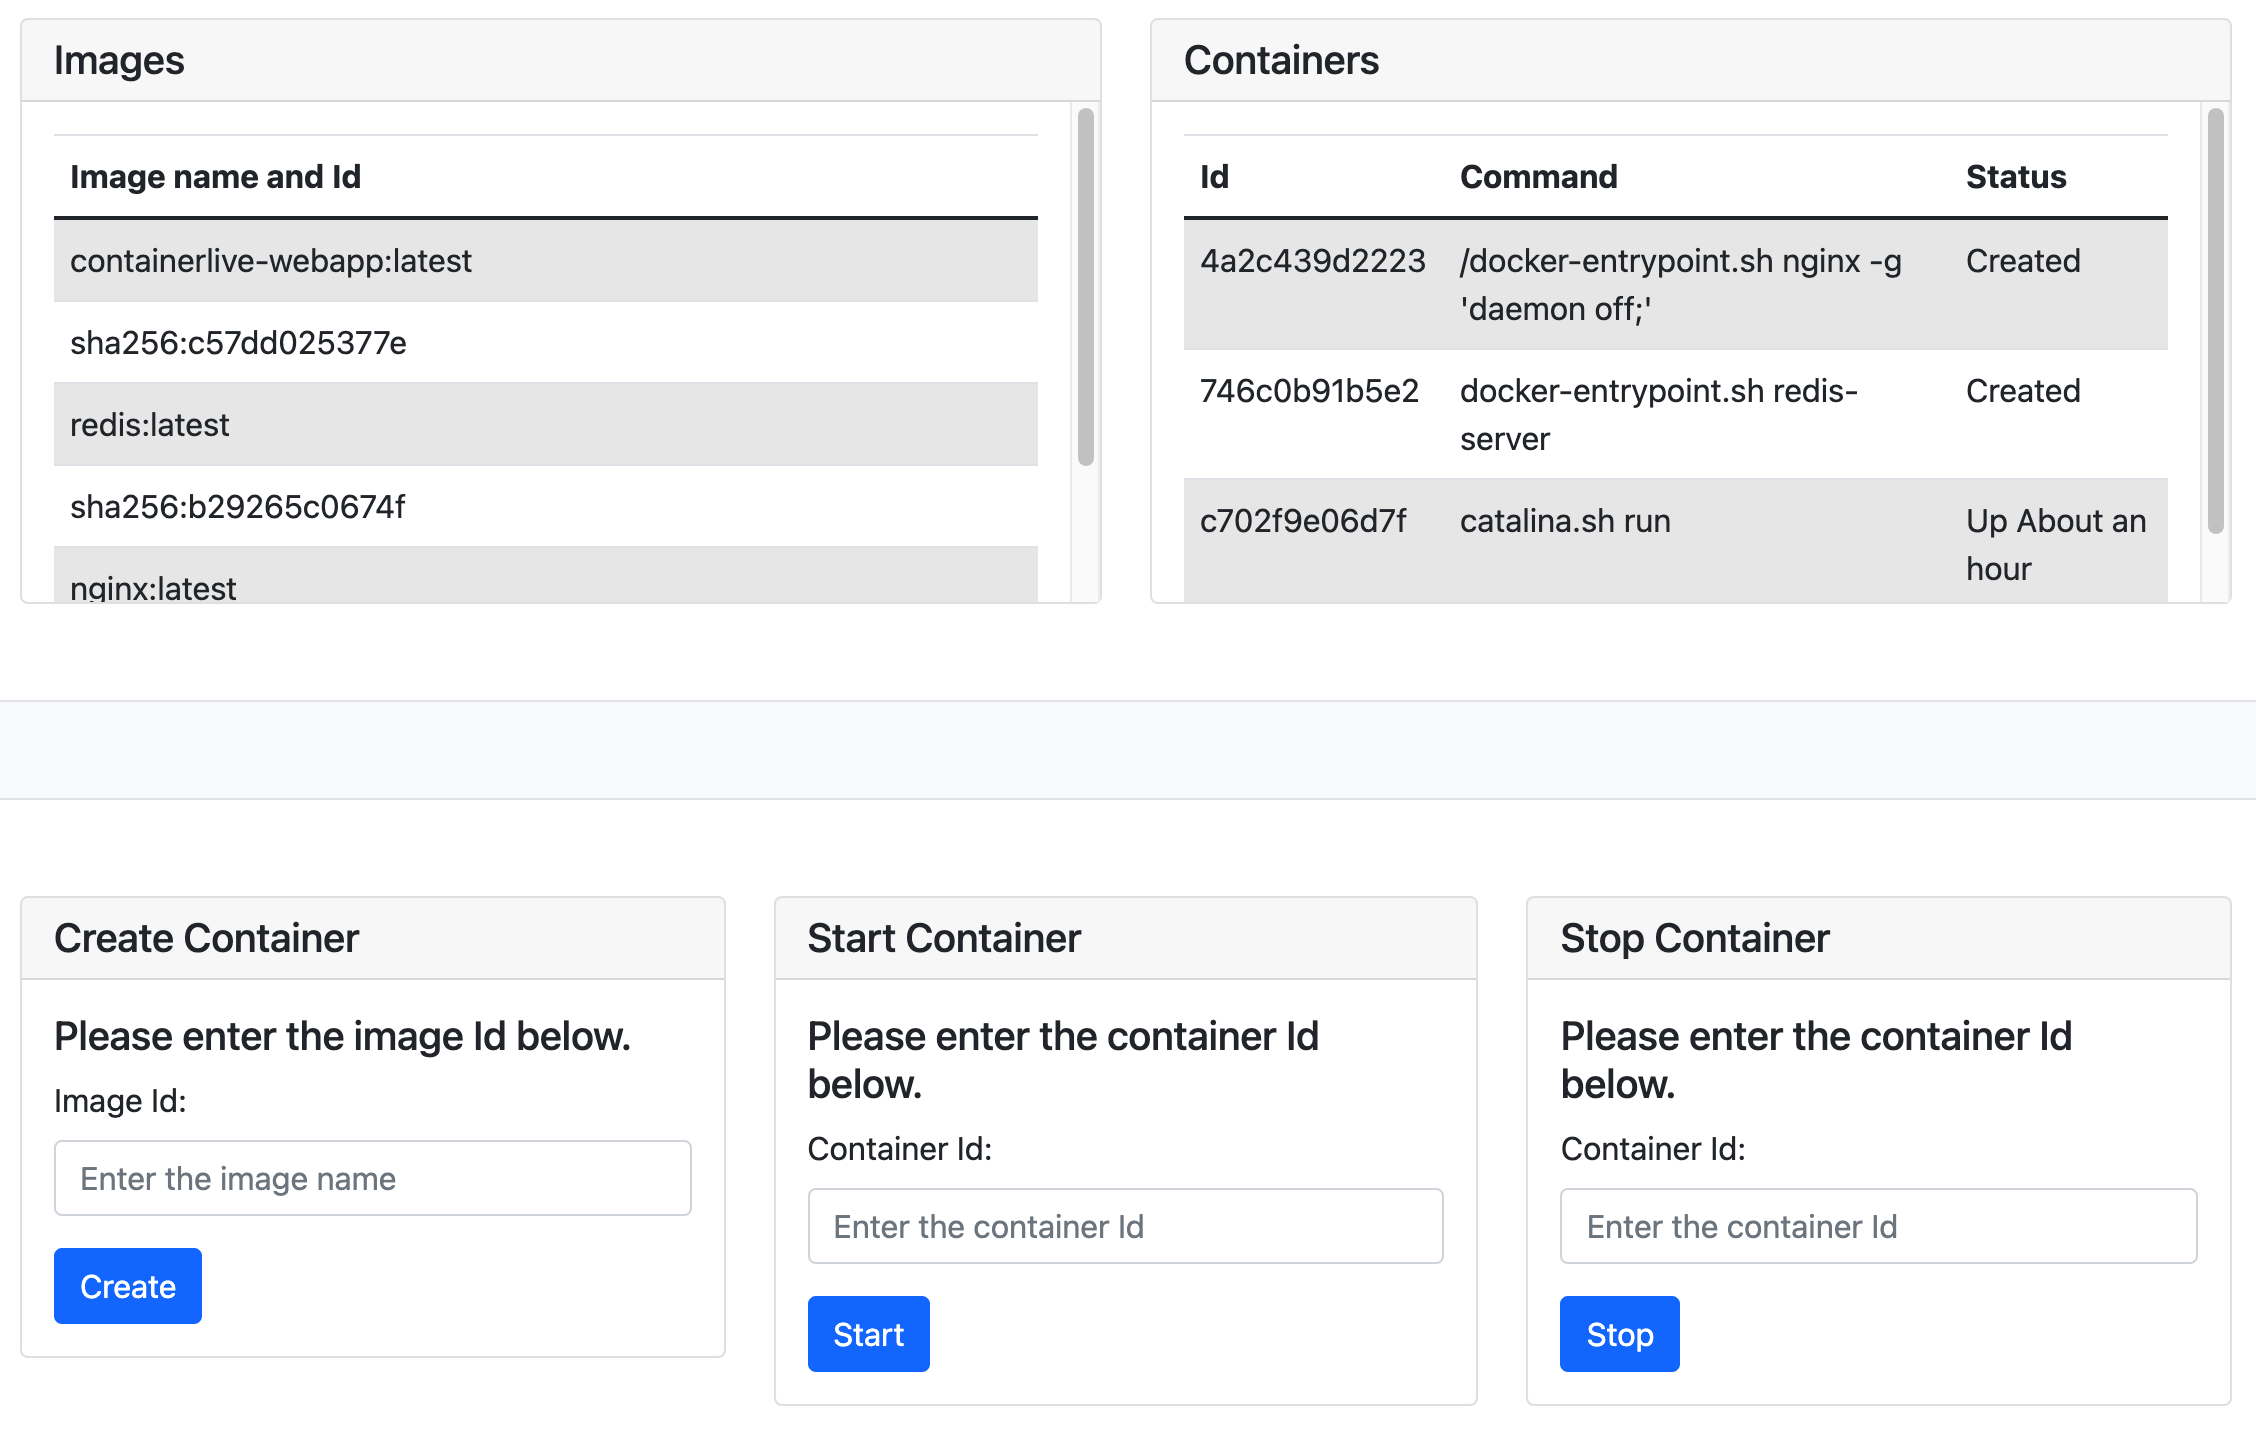 Images
Image name and Id
containerlive-webapp:latest
sha256:c57dd025377e
redis:latest
sha256:b29265c0674f
nginx:latest
Containers
Id Command Status
4a2c439d2223 /docker-entrypoint.sh nginx -g Created
'daemon off;'
746c0b91b5e2 docker-entrypoint.sh redis- Created
server
c702f9e06d7f catalina.sh run Up About an
hour
Create Container
Please enter the image Id below.
Image Id:
Enter the image name
Create
Start Container
Please enter the container Id
below.
Container Id:
Enter the container Id
Start
Stop Container
Please enter the container Id
below.
Container Id:
Enter the container Id
Stop